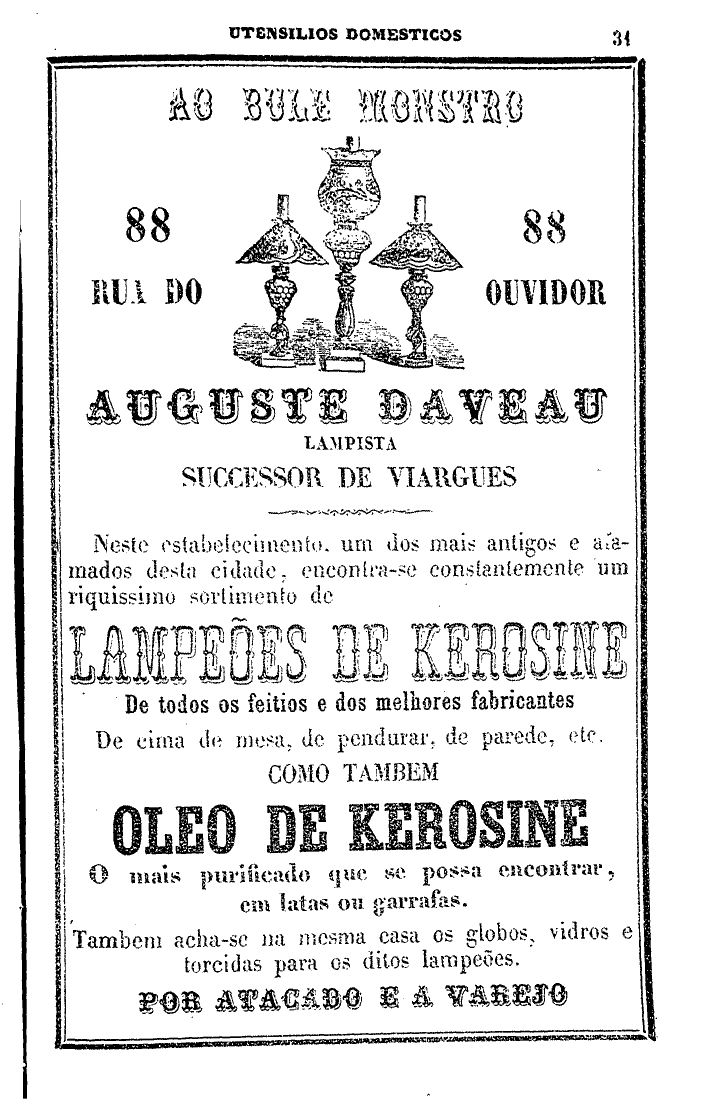 UTENSILIOS DOMESTICOS 31
AO BULE MONSTRO
88 88
RUA DO OUVIDOR
AUGUSTE DAVEAU
LAMPISTA
SUCCESSOR DE VIARGUES
Neste estabelecimento, um dos mais antigos e afa-
mados desta cidade, encontra-se constantemente um
riquissimo sortimento de
LAMPEÕES DE KEROSINE
De todos os feitios e dos melhores fabricantes
De cima de mesa, de pendurar, de parede, etc.
COMO TAMBEM
OLEO DE KEROSINE
O mais purificado que se possa encontrar,
em latas ou garrafas.
Tambem acha-se na mesma casa os globos, vidros e
torcidas para os ditos lampeões.
POR ATACADO E A VAREJO